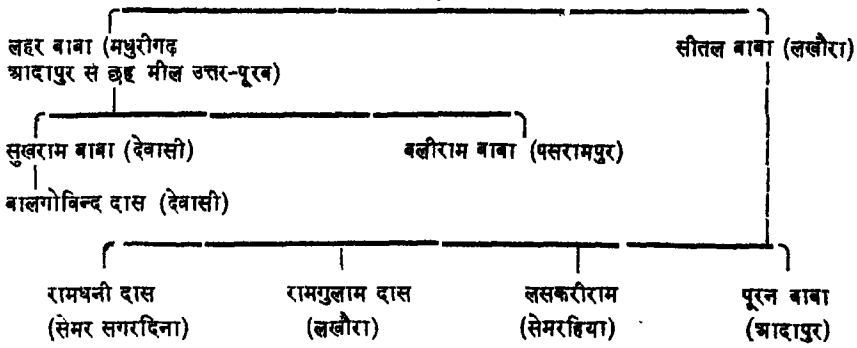 लहर बाबा (मधुरीगढ़ सीतल बाबा (लखौरा)
आदापुर से छह मील उत्तर-पूरब)
सुखराम बाबा (देवासी) बलीराम बाबा (पसरामपुर)
बालगोविन्द दास (देवासी)
रामधनी दास रामगुलाम दास लसकरीराम पूरन बाबा
(सेमर सगरदिना) (लखौरा) (सेमरहिया) (आदापुर)